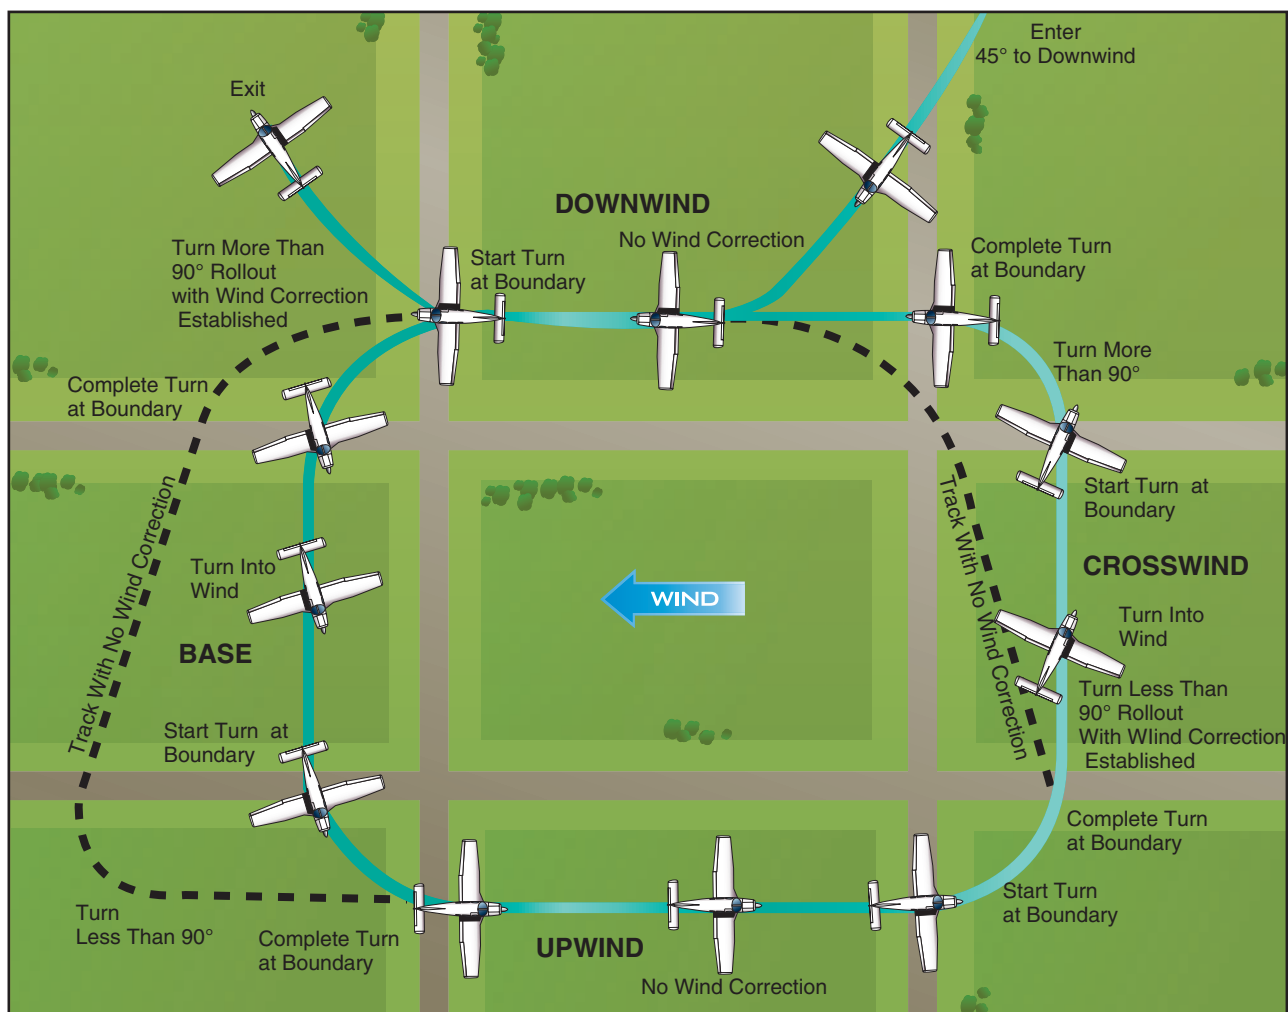 Enter
45° to Downwind
Exit
DOWNWIND
No Wind Correction
Turn More Than
90° Rollout
with Wind Correction
Established
Start Turn
at Boundary
Complete Turn
at Boundary
Turn More
Than 90°
Complete Turn
at Boundary
Start Turn at
Boundary
Track With No Wind Correction
Track With No Wind Correction
Turn Into
Wind
WIND
CROSSWIND
Turn Into
Wind
BASE
Turn Less Than
90° Rollout
With WIind Correction
Established
Start Turn at
Boundary
Complete Turn
at Boundary
Start Turn
at Boundary
Turn
Less Than 90°
Complete Turn
at Boundary
UPWIND
No Wind Correction